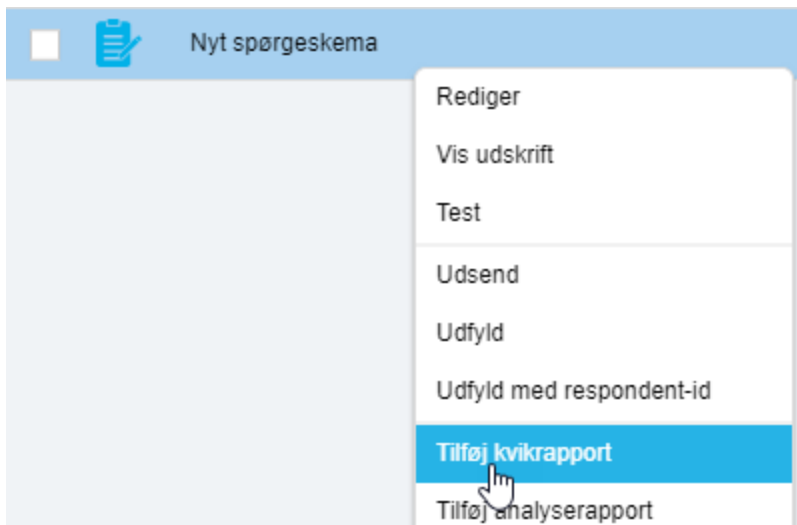 Nyt spørgeskema
Rediger
Vis udskrift
Test
Udsend
Udfyld
Udfyld med respondent-id
Tilføj kvikrapport
Tilføj analyserapport